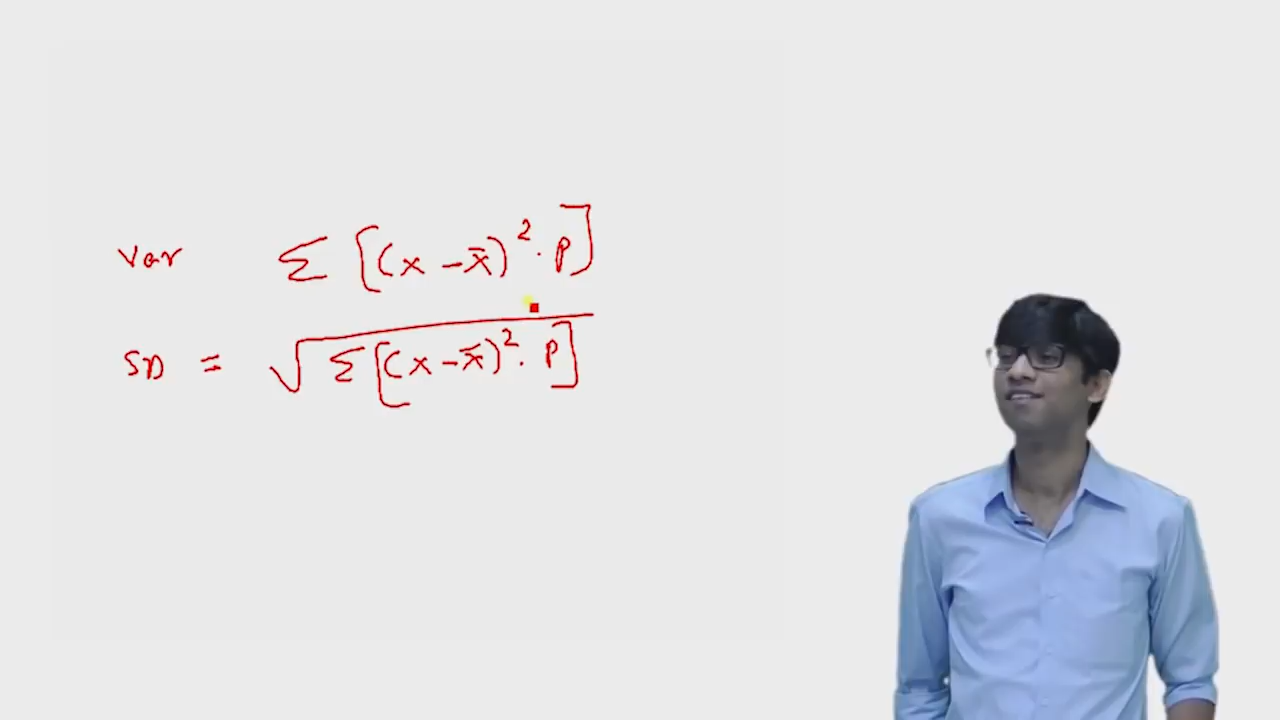 Var Σ [(x – x̄)². P]
SD = √Σ[(x – x̄)². P]